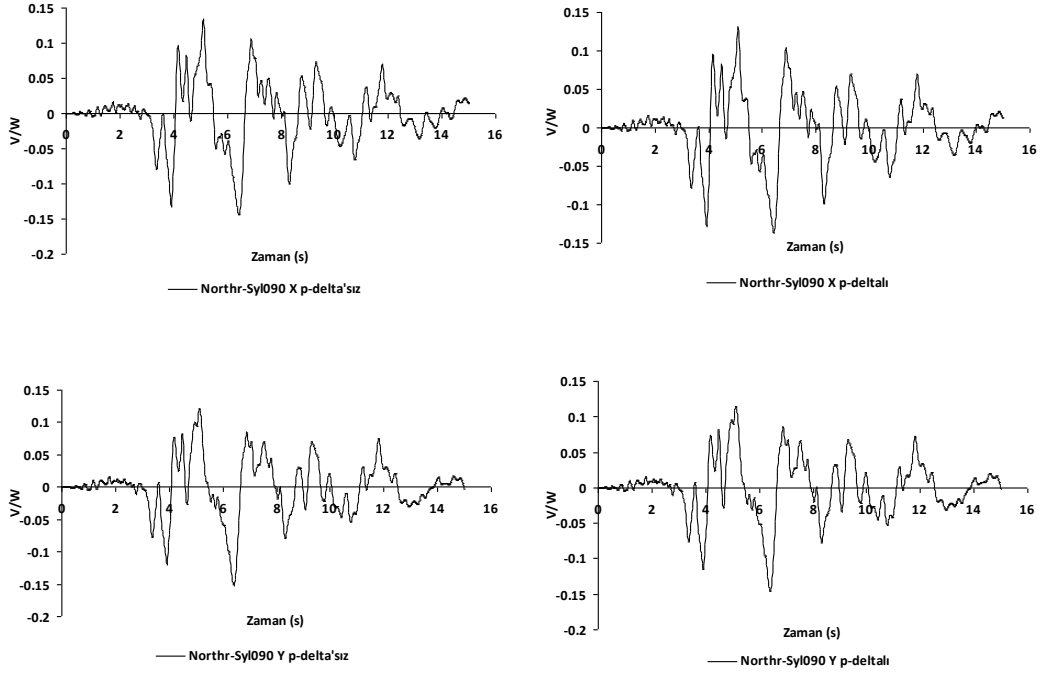 0.15
0.1
0.05
0
-0.05
-0.1
-0.15
-0.2
0 2 4 6 8 10 12 14 16
V/W
Zaman (s)
Northr-Syl090 X p-delta'sız
0.15
0.1
0.05
0
-0.05
-0.1
-0.15
0 2 4 6 8 10 12 14 16
V/W
Zaman (s)
Northr-Syl090 X p-deltalı
0.15
0.1
0.05
0
-0.05
-0.1
-0.15
-0.2
0 2 4 6 8 10 12 14 16
V/W
Zaman (s)
Northr-Syl090 Y p-delta'sız
0.15
0.1
0.05
0
-0.05
-0.1
-0.15
-0.2
0 2 4 6 8 10 12 14 16
V/W
Zaman (s)
Northr-Syl090 Y p-deltalı